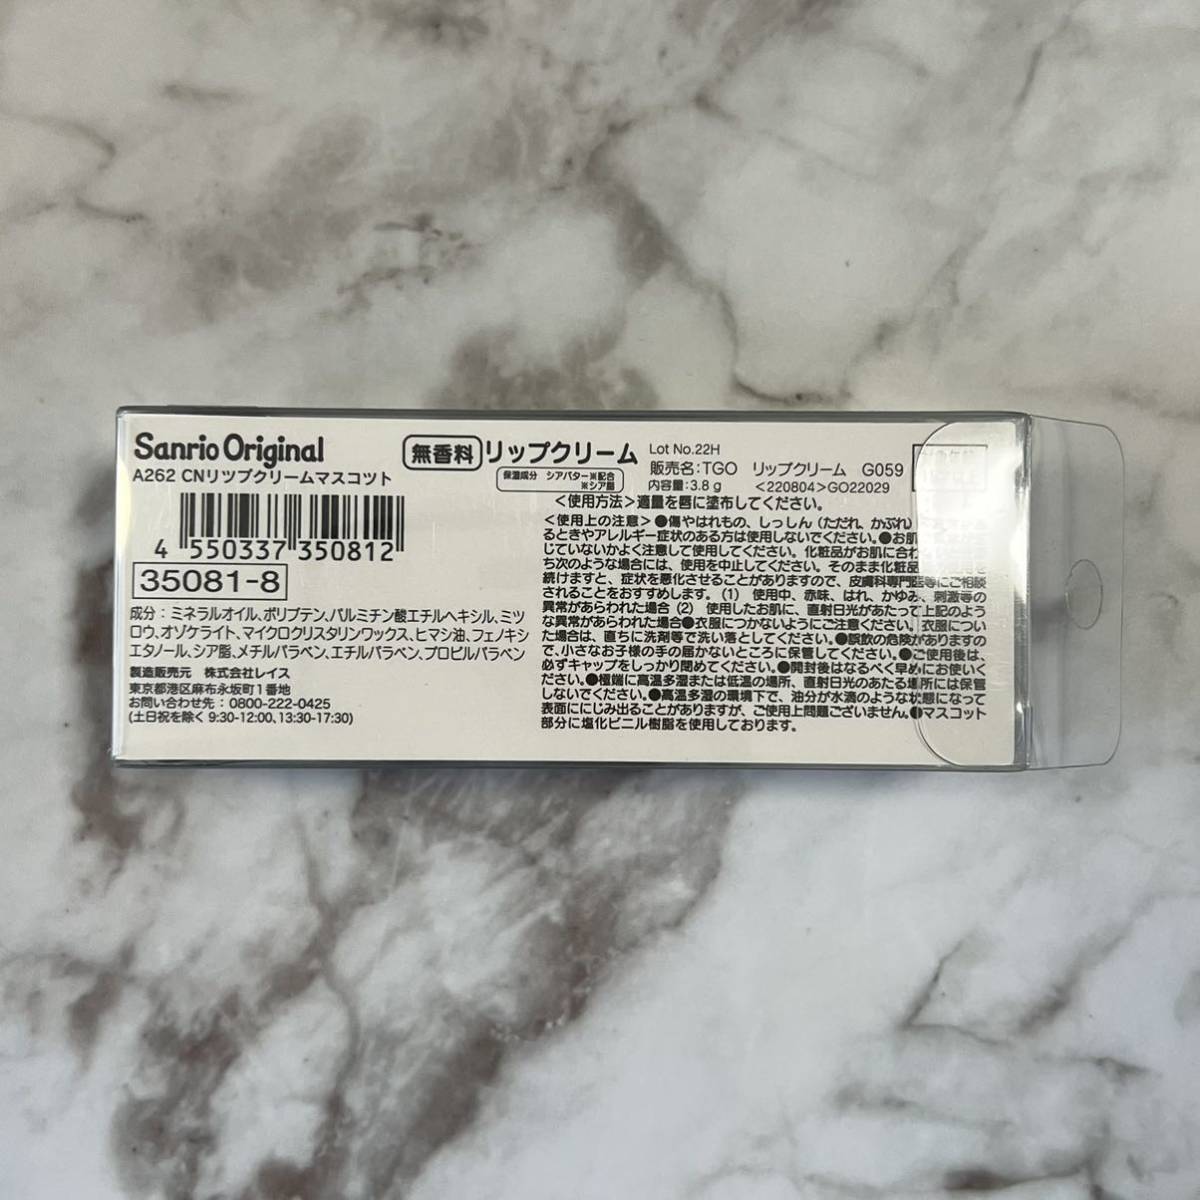 Sanrio Original
A262 CNリツプクリームマスコツト
4 550337 350812
35081-8
成分：ミネラルオイル、ポリブテン、パルミチン酸エチルヘキシル、ミツ
ロウ、オゾケライト、マイクロクリスタリンワックス、ヒマシ油、フェノキシ
エタノール、シア脂、メチルパラベン、エチルパラベン、プロピルパラベン
製造販売元 株式会社レイス
東京都港区麻布永坂町1番地
お問い合わせ先：0800-222-0425
(土日祝を除く 9:30-12:00、13:30-17:30)
無香料 リップクリーム
保湿成分 シアバター※配合
※シア脂
Lot No.22H
販売名：TGO リップクリーム G059
内容量：3.8g <220804>GO22029
＜使用方法＞適量を唇に塗布してください。
＜使用上の注意＞●傷やはれもの、しっしん（ただれ、かぶれ）
るときやアレルギー症状のある方は使用しないでください。●お肌
じていないかよく注意して使用してください。化粧品がお肌に合わ
ち次のような場合には、使用を中止してください。そのまま化粧品
続けますと、症状を悪化させることがありますので、皮膚科専門医等にご相談
されることをおすすめします。(1) 使用中、赤味、はれ、かゆみ、刺激等の
異常があらわれた場合 (2) 使用したお肌に、直射日光があたって上記のよう
な異常があらわれた場合●衣服につかないようにご注意ください。衣服につい
た場合は、直ちに洗剤等で洗い落としてください。●誤飲の危険がありますの
で、小さなお子様の手の届かないところに保管してください。●ご使用後は、
必ずキャップをしっかり閉めてください。●開封後はなるべく早めにお使いく
ださい。●極端に高温多湿または低温の場所、直射日光のあたる場所には保管
しないでください。●高温多湿の環境下で、油分が水滴のような状態になって
表面ににじみ出ることがありますが、ご使用上問題ございません。●マスコット
部分に塩化ビニル樹脂を使用しております。